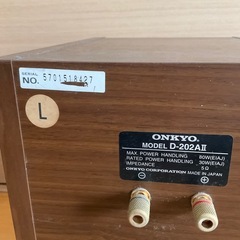 SERIAL
NO. 5701518427
L
ONKYO
MODEL D-202AII
MAX POWER HANDLING 80W(EIAJ)
RATED POWER HANDLING 30W(EIAJ)
IMPEDANCE 5Ω
ONKYO CORPORATION MADE IN JAPAN